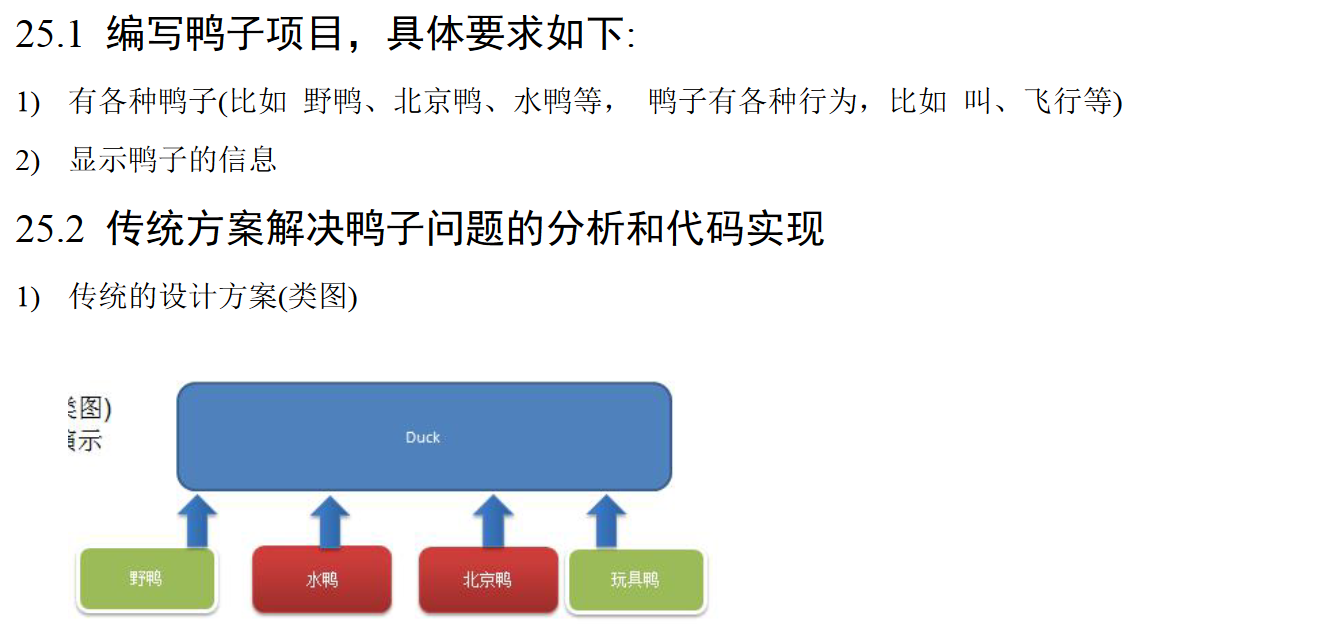 25.1 编写鸭子项目，具体要求如下:
1) 有各种鸭子(比如 野鸭、北京鸭、水鸭等， 鸭子有各种行为，比如 叫、飞行等)
2) 显示鸭子的信息
25.2 传统方案解决鸭子问题的分析和代码实现
1) 传统的设计方案(类图)
类图)
演示
Duck
野鸭
水鸭
北京鸭
玩具鸭